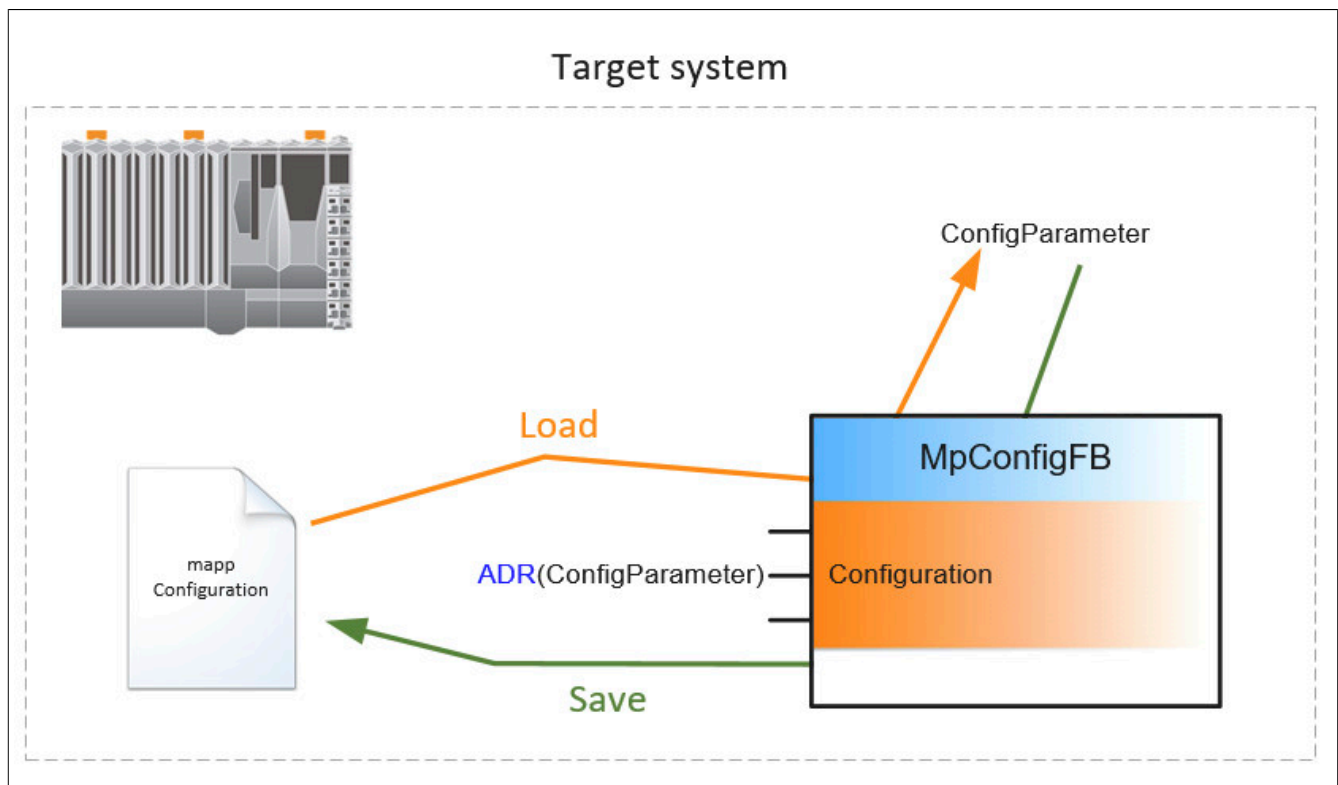 Target system
ConfigParameter
Load
MpConfigFB
mapp
Configuration
ADR(ConfigParameter)
Configuration
Save